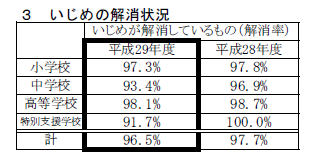 ３　いじめの解消状況
いじめが解消しているもの（解消率）
平成29年度　平成28年度
小学校　97.3%　97.8%
中学校　93.4%　96.9%
高等学校　98.1%　98.7%
特別支援学校　91.7%　100.0%
計　96.5%　97.7%